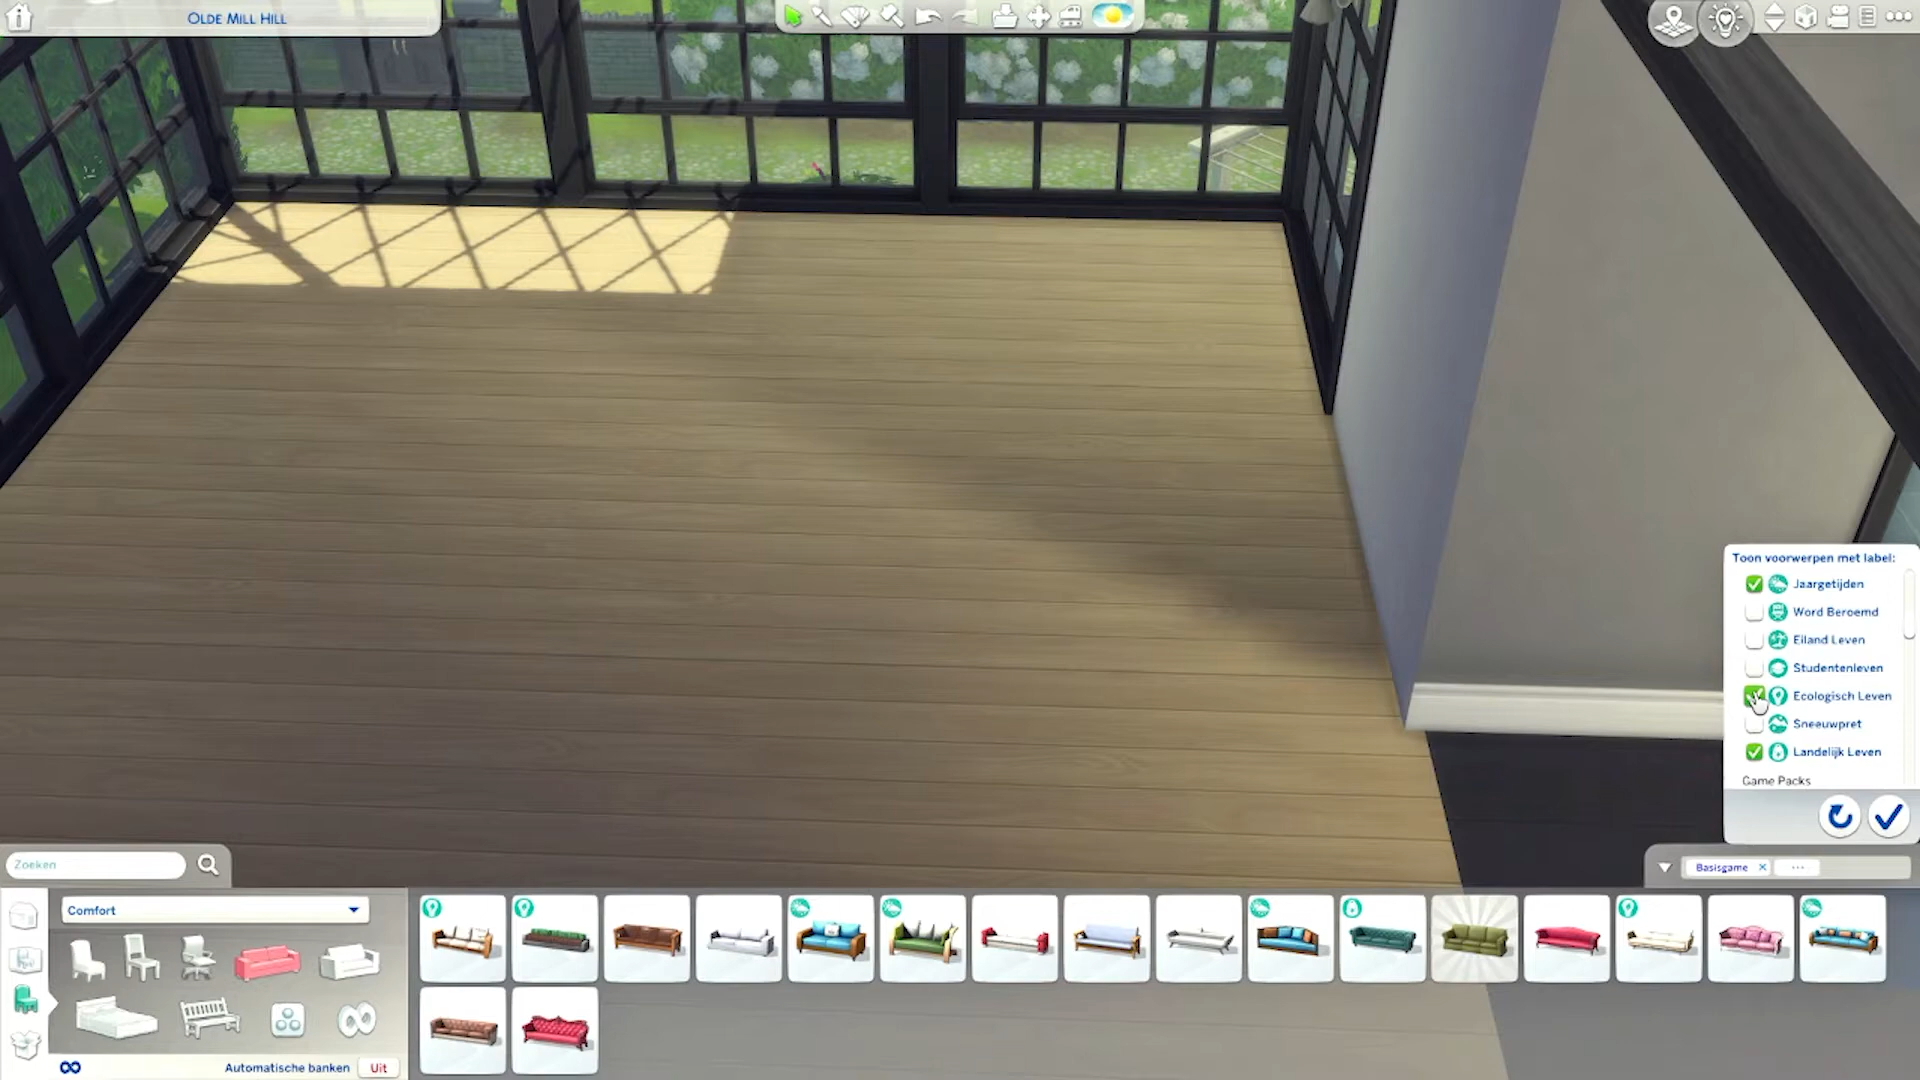 Olde Mill Hill
Toon voorwerpen met label:
Jaargetijden
Word Beroemd
Eiland Leven
Studentenleven
Ecologisch Leven
Sneeuwpret
Landelijk Leven
Game Packs
Zoeken
Basisgame
Comfort
Automatische banken
Uit